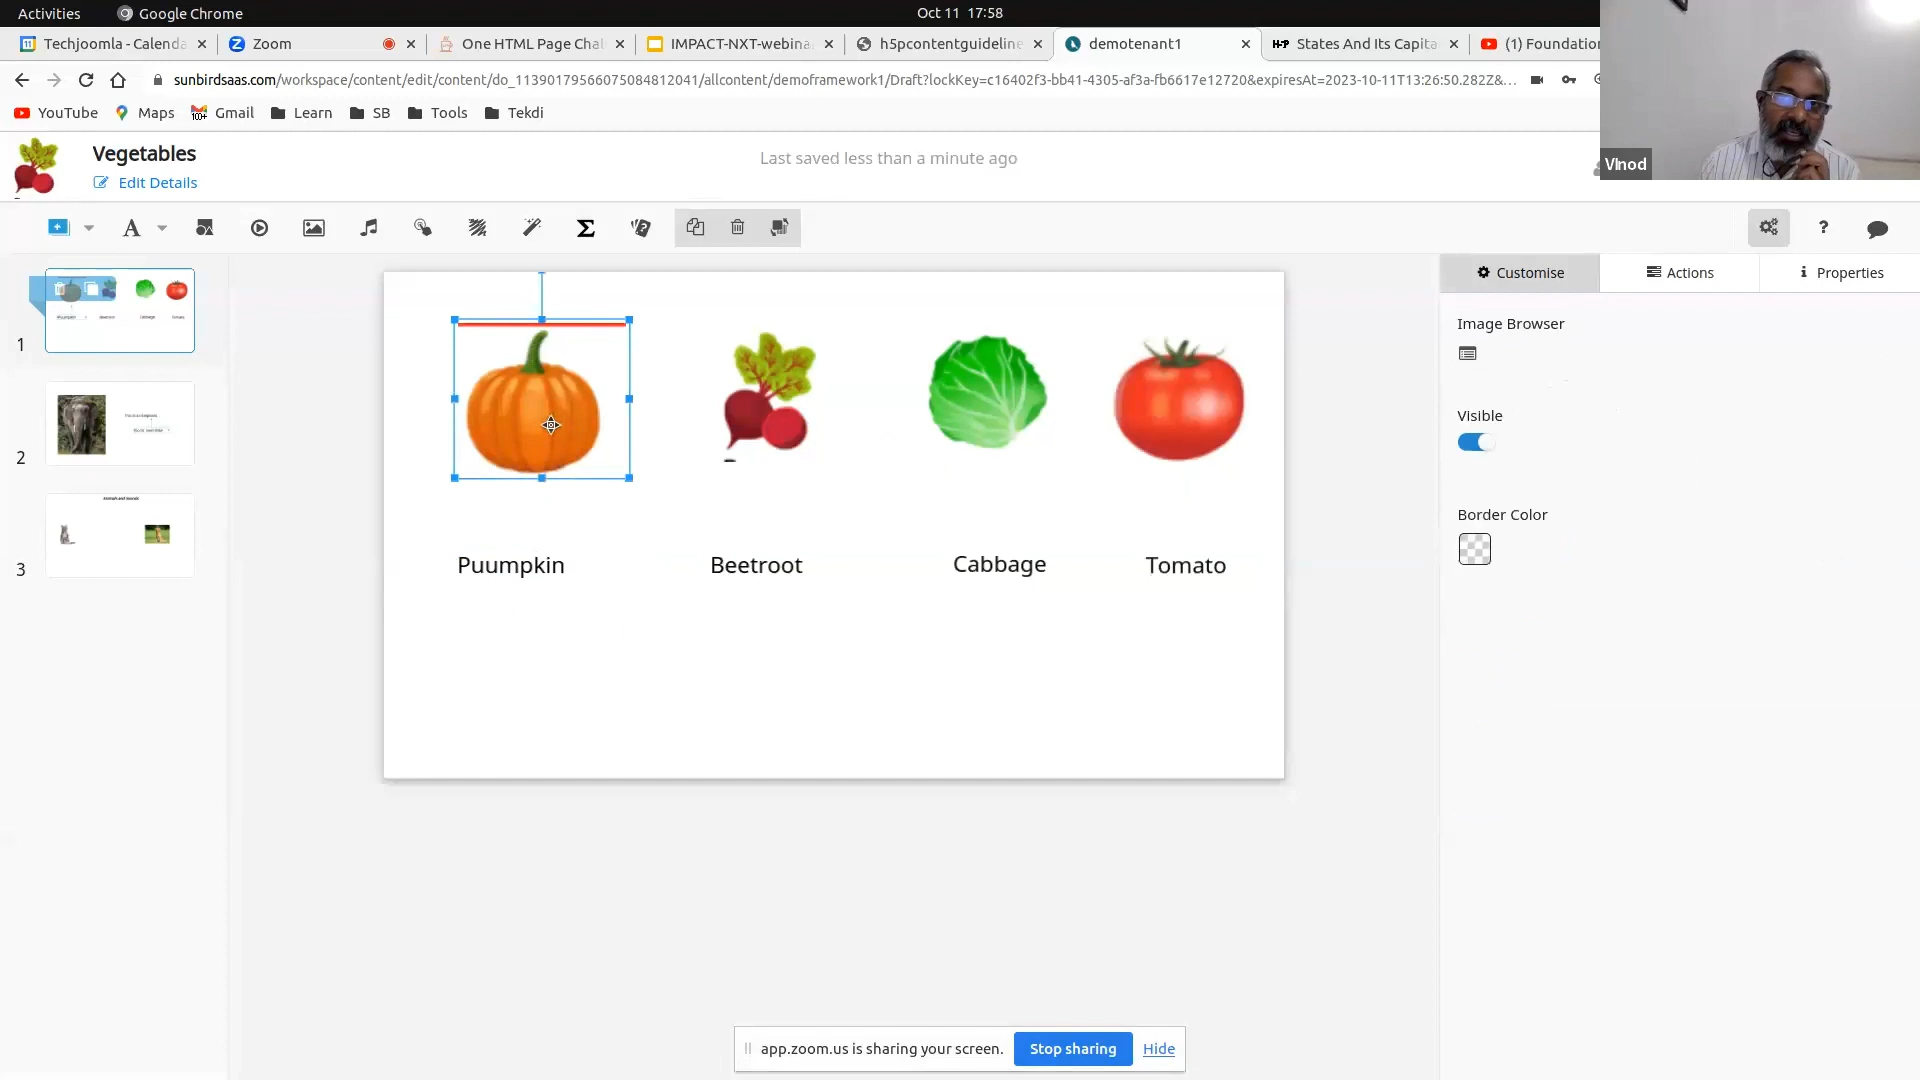 Activities
Google Chrome
Oct 11 17:58
Techjoomla - Calenda
Zoom
One HTML Page Chal
IMPACT-NXT-webina
h5pcontentguideline
demotenant1
H-P States And Its Capita
(1) Foundation
sunbirdsaas.com/workspace/content/edit/content/do_11390179566075084812041/allcontent/demoframework1/Draft?lockKey=c16402f3-bb41-4305-af3a-fb6617e12720&expiresAt=2023-10-11T13:26:50.282Z&...
YouTube
Maps
Gmail
Learn
SB
Tools
Tekdi
VInod
Vegetables
Edit Details
Last saved less than a minute ago
Customise
Actions
Properties
1
2
3
Animals and Sounds
Puumpkin
Beetroot
Cabbage
Tomato
Image Browser
Visible
Border Color
app.zoom.us is sharing your screen.
Stop sharing
Hide